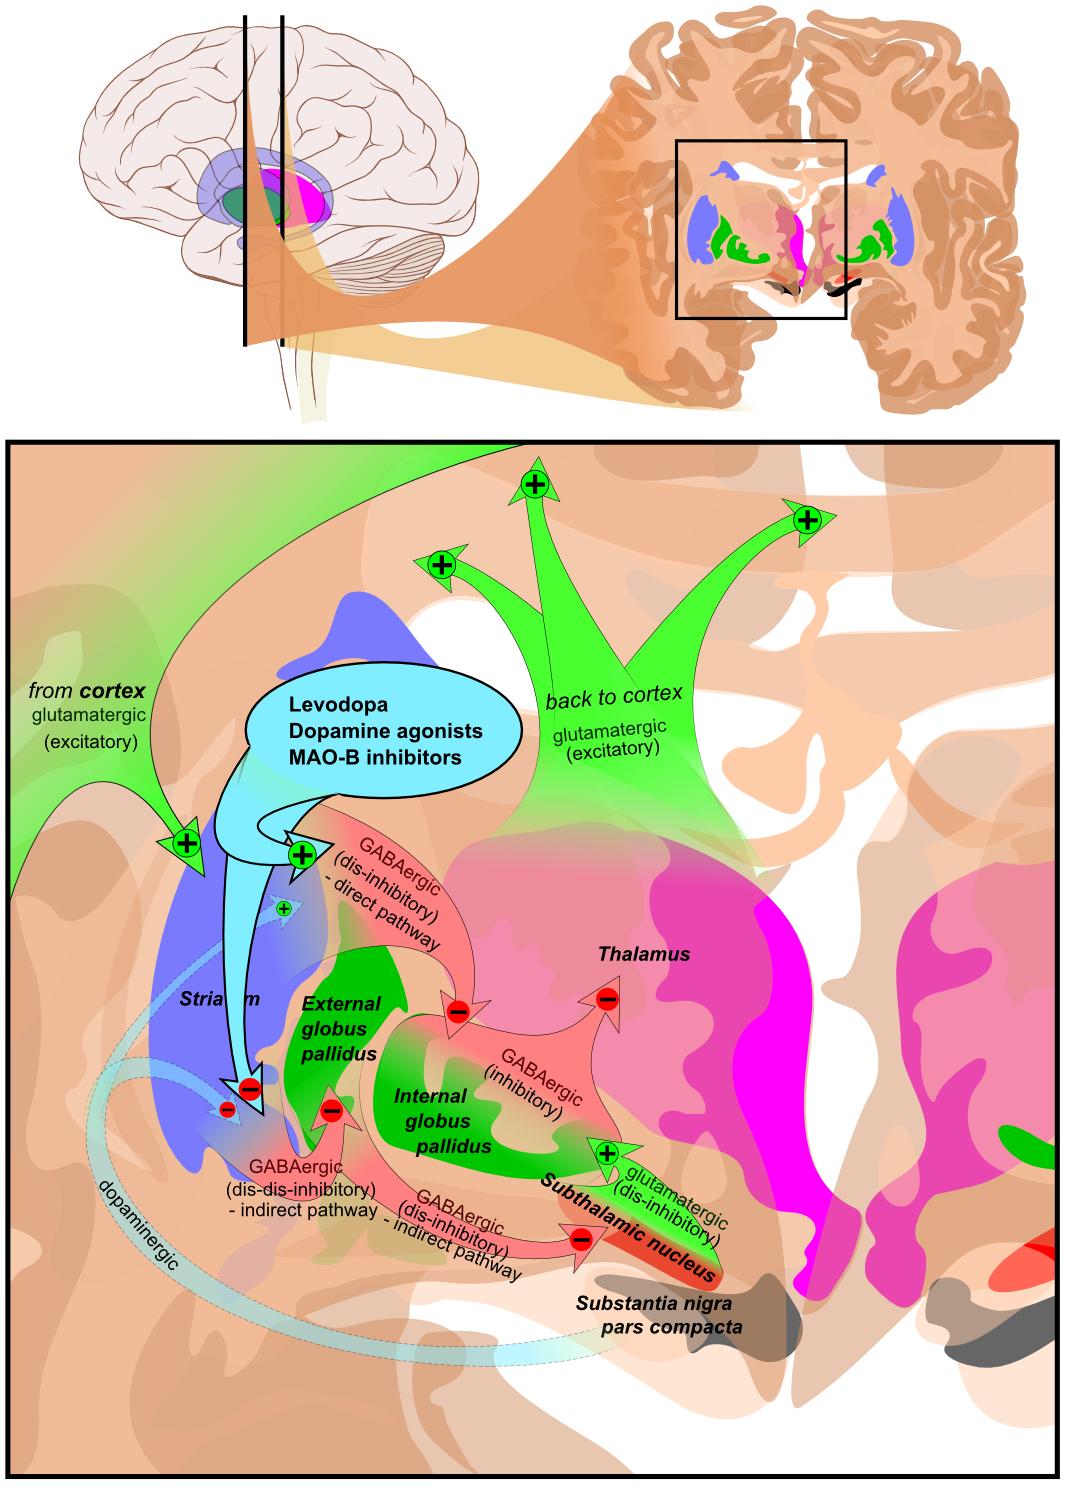 from cortex
glutamatergic
(excitatory)
Levodopa
Dopamine agonists
MAO-B inhibitors
back to cortex
glutamatergic
(excitatory)
GABAergic
(dis-inhibitory)
- direct pathway
Thalamus
Striatum
External
globus
pallidus
GABAergic
(inhibitory)
Internal
globus
pallidus
GABAergic
(dis-dis-inhibitory)
- indirect pathway
GABAergic
(dis-inhibitory)
- indirect pathway
glutamatergic
(dis-inhibitory)
Subthalamic nucleus
dopaminergic
Substantia nigra
pars compacta